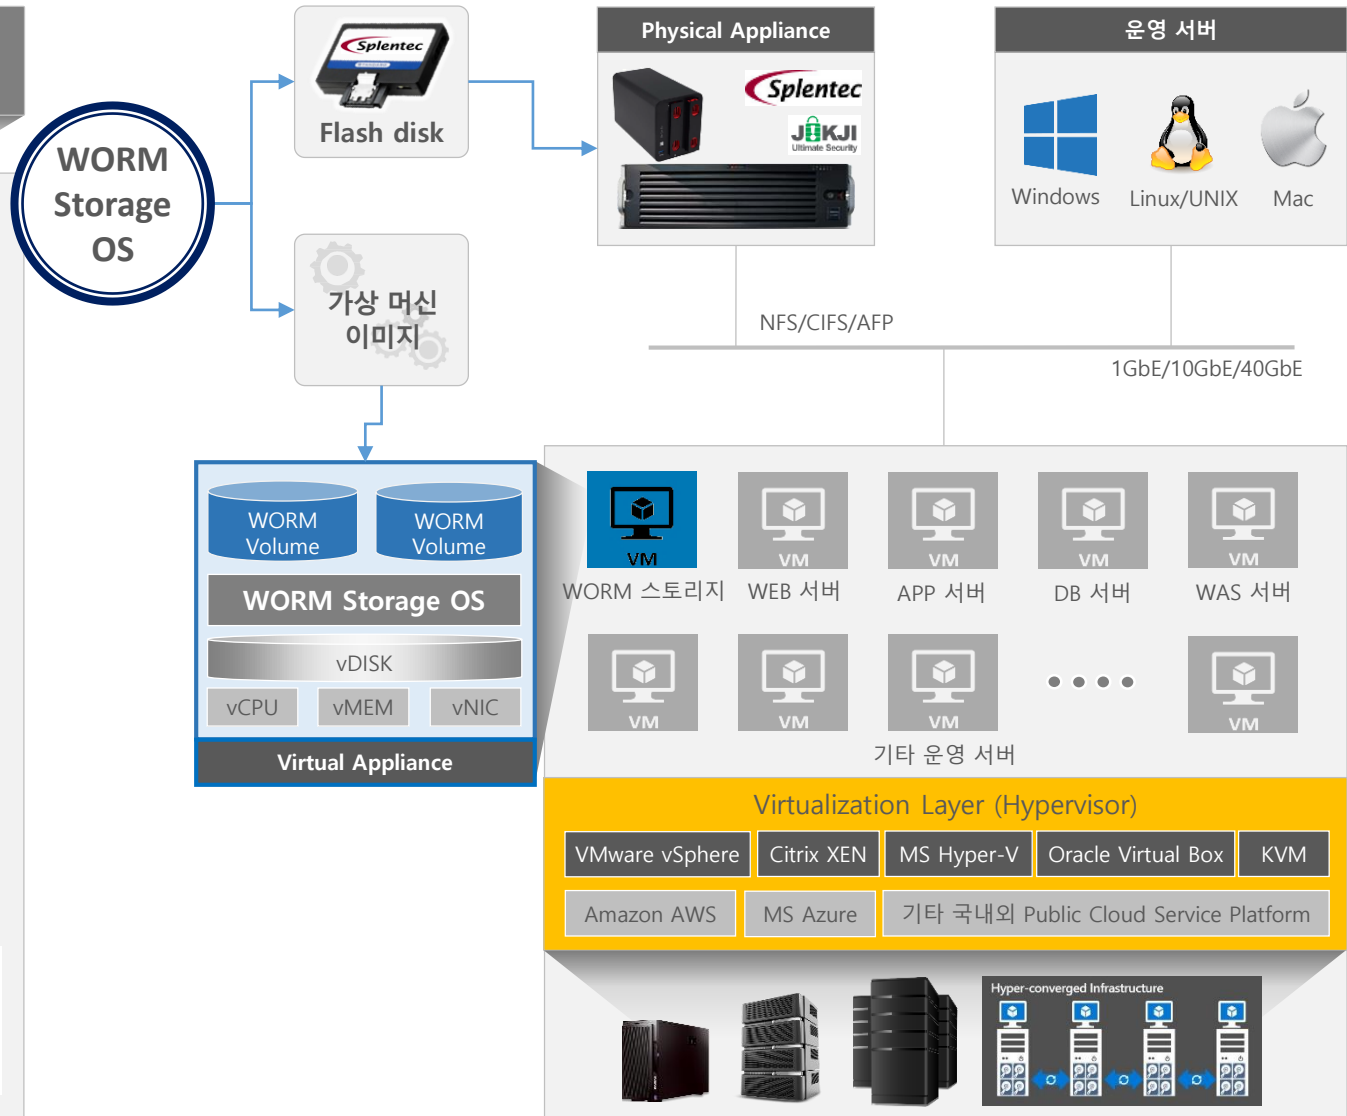 WORM
Storage
OS
Splentec
Flash disk
가상 머신
이미지
Physical Appliance
Splentec
JAKJI
Ultimate Security
운영 서버
Windows
Linux/UNIX
Mac
NFS/CIFS/AFP
1GbE/10GbE/40GbE
WORM
Volume
WORM
Volume
WORM Storage OS
vDISK
vCPU
vMEM
vNIC
Virtual Appliance
VM
VM
VM
VM
VM
WORM 스토리지
WEB 서버
APP 서버
DB 서버
WAS 서버
VM
VM
VM
VM
기타 운영 서버
Virtualization Layer (Hypervisor)
VMware vSphere
Citrix XEN
MS Hyper-V
Oracle Virtual Box
KVM
Amazon AWS
MS Azure
기타 국내외 Public Cloud Service Platform
Hyper-converged Infrastructure